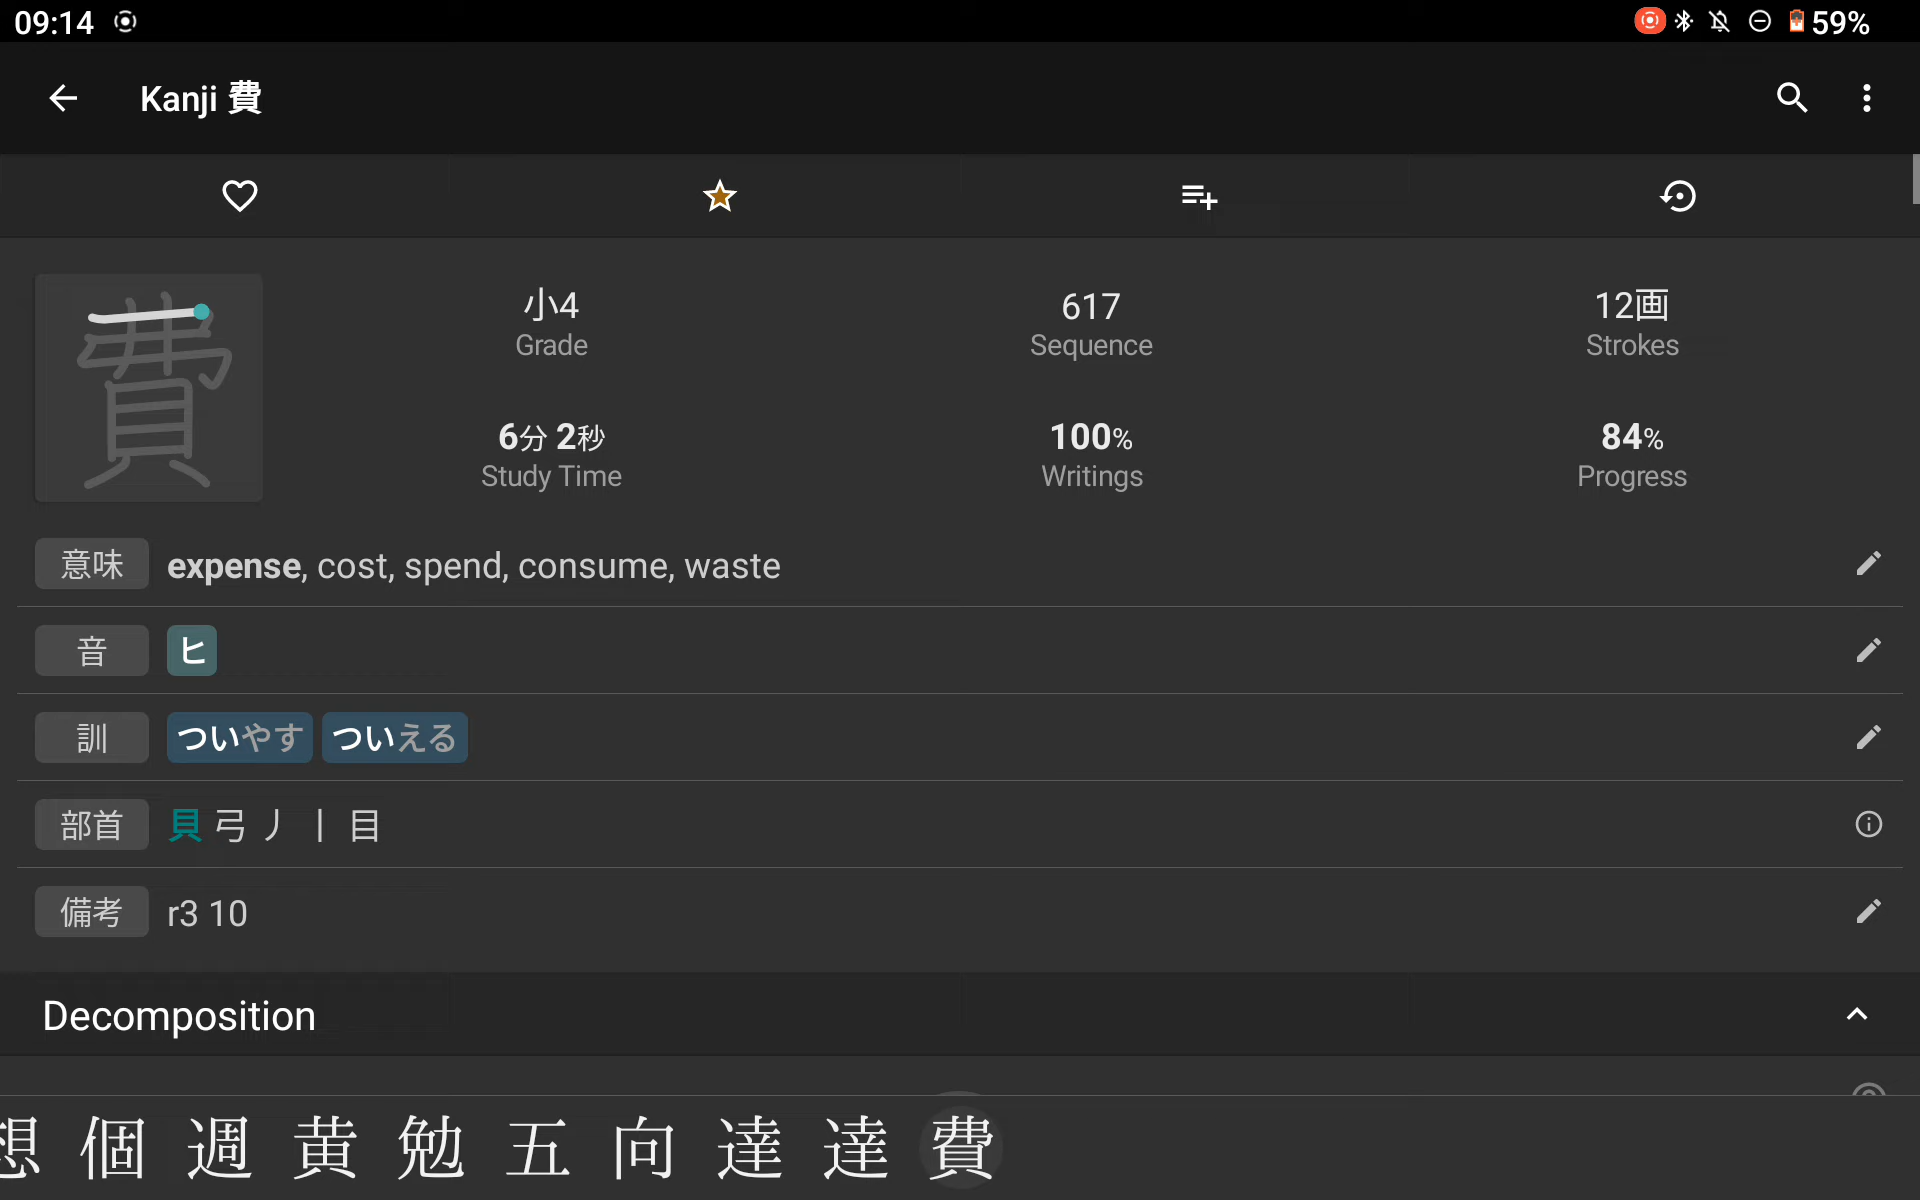 09:14 59%
Kanji 費
費
小4 617 12画
Grade Sequence Strokes
6分 2秒 100% 84%
Study Time Writings Progress
意味 expense, cost, spend, consume, waste
音 ヒ
訓 ついやす ついえる
部首 貝 弓 丿 丨 目
備考 r3 10
Decomposition
想 個 週 黄 勉 五 向 達 達 費